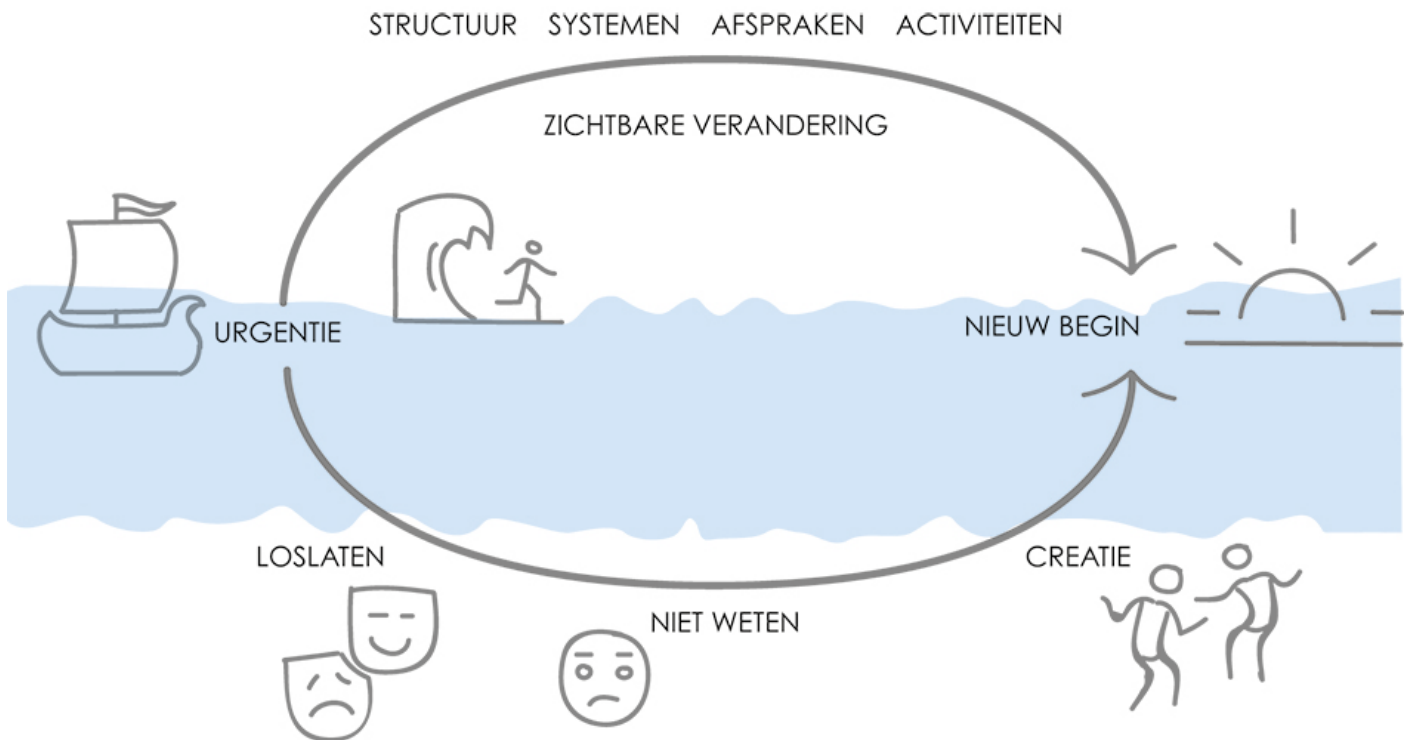 STRUCTUUR SYSTEMEN AFSPRAKEN ACTIVITEITEN
ZICHTBARE VERANDERING
URGENTIE
NIEUW BEGIN
LOSLATEN
CREATIE
NIET WETEN